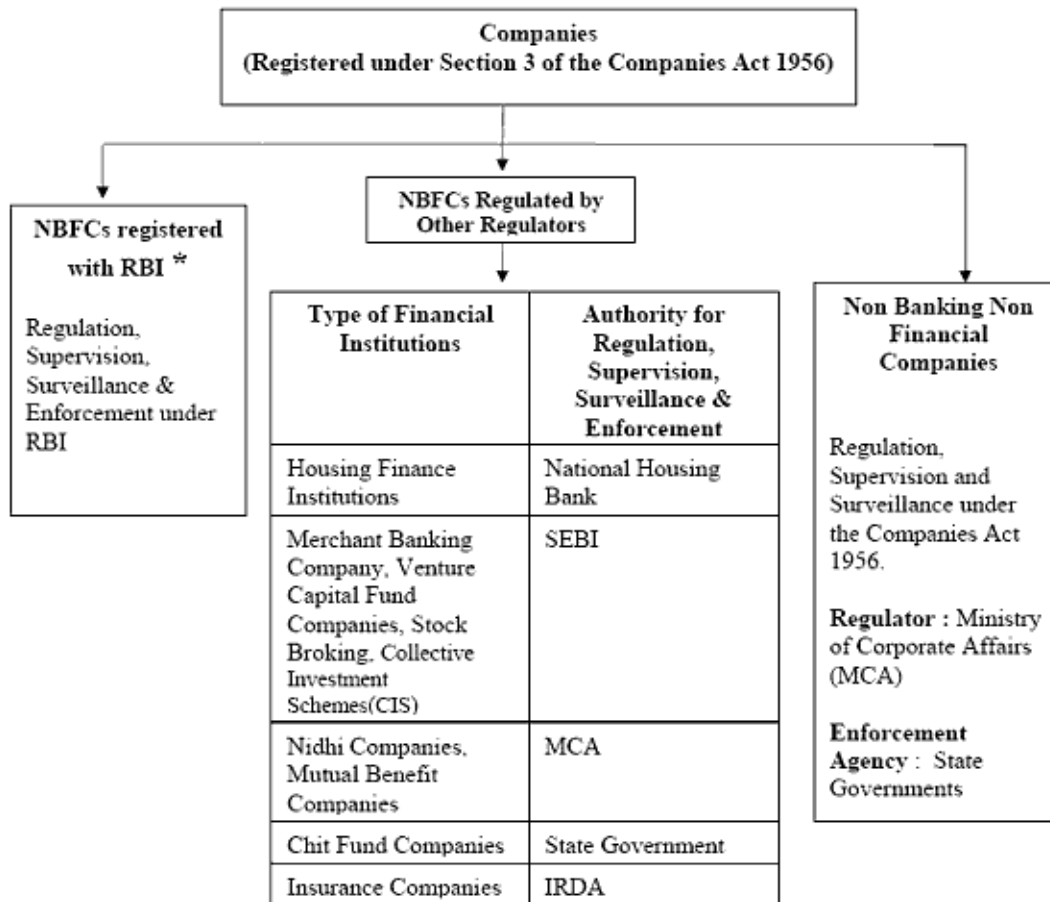 Companies
(Registered under Section 3 of the Companies Act 1956)
NBFCs registered
with RBI *
Regulation,
Supervision,
Surveillance &
Enforcement under
RBI
NBFCs Regulated by
Other Regulators
Type of Financial
Institutions
Authority for
Regulation,
Supervision,
Surveillance &
Enforcement
Housing Finance
Institutions
National Housing
Bank
Merchant Banking
Company, Venture
Capital Fund
Companies, Stock
Broking, Collective
Investment
Schemes(CIS)
SEBI
Nidhi Companies,
Mutual Benefit
Companies
MCA
Chit Fund Companies
State Government
Insurance Companies
IRDA
Non Banking Non
Financial
Companies
Regulation,
Supervision and
Surveillance under
the Companies Act
1956.
Regulator : Ministry
of Corporate Affairs
(MCA)
Enforcement
Agency : State
Governments